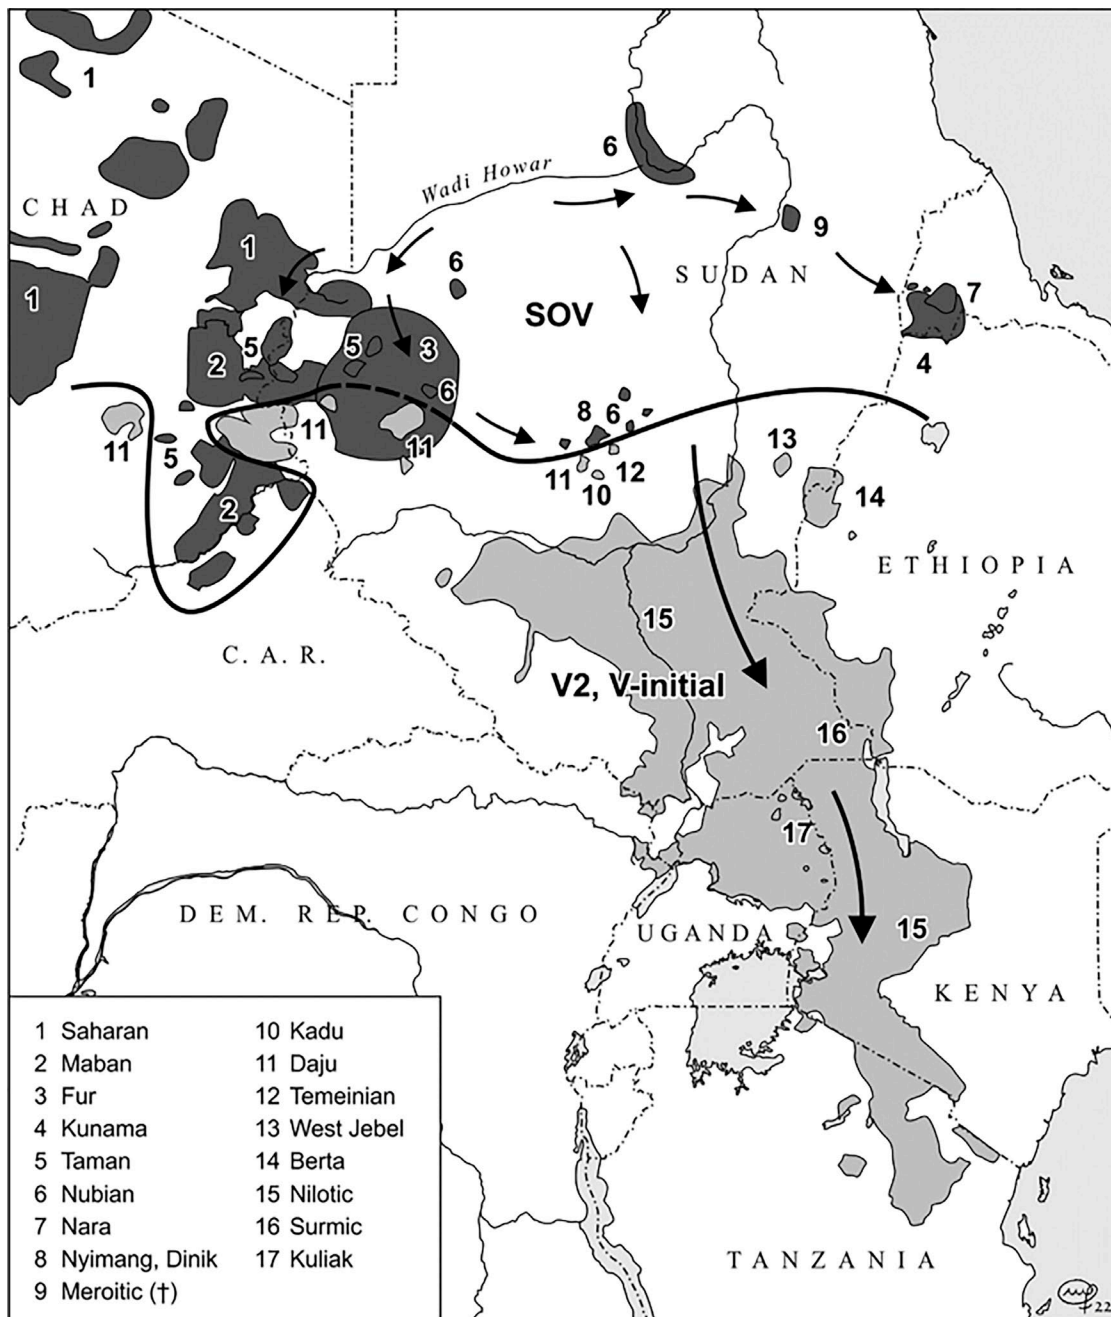 1
6
Wadi Howar
CHAD
1
6
9
SUDAN
1
SOV
7
5
2
5
3
6
4
8
6
11
11
11
13
5
11
12
10
14
2
ETHIOPIA
15
C. A. R.
V2, V-initial
16
17
DEM. REP. CONGO
UGANDA
15
KENYA
1 Saharan
2 Maban
3 Fur
4 Kunama
5 Taman
6 Nubian
7 Nara
8 Nyimang, Dinik
9 Meroitic (†)
10 Kadu
11 Daju
12 Temeinian
13 West Jebel
14 Berta
15 Nilotic
16 Surmic
17 Kuliak
TANZANIA
22